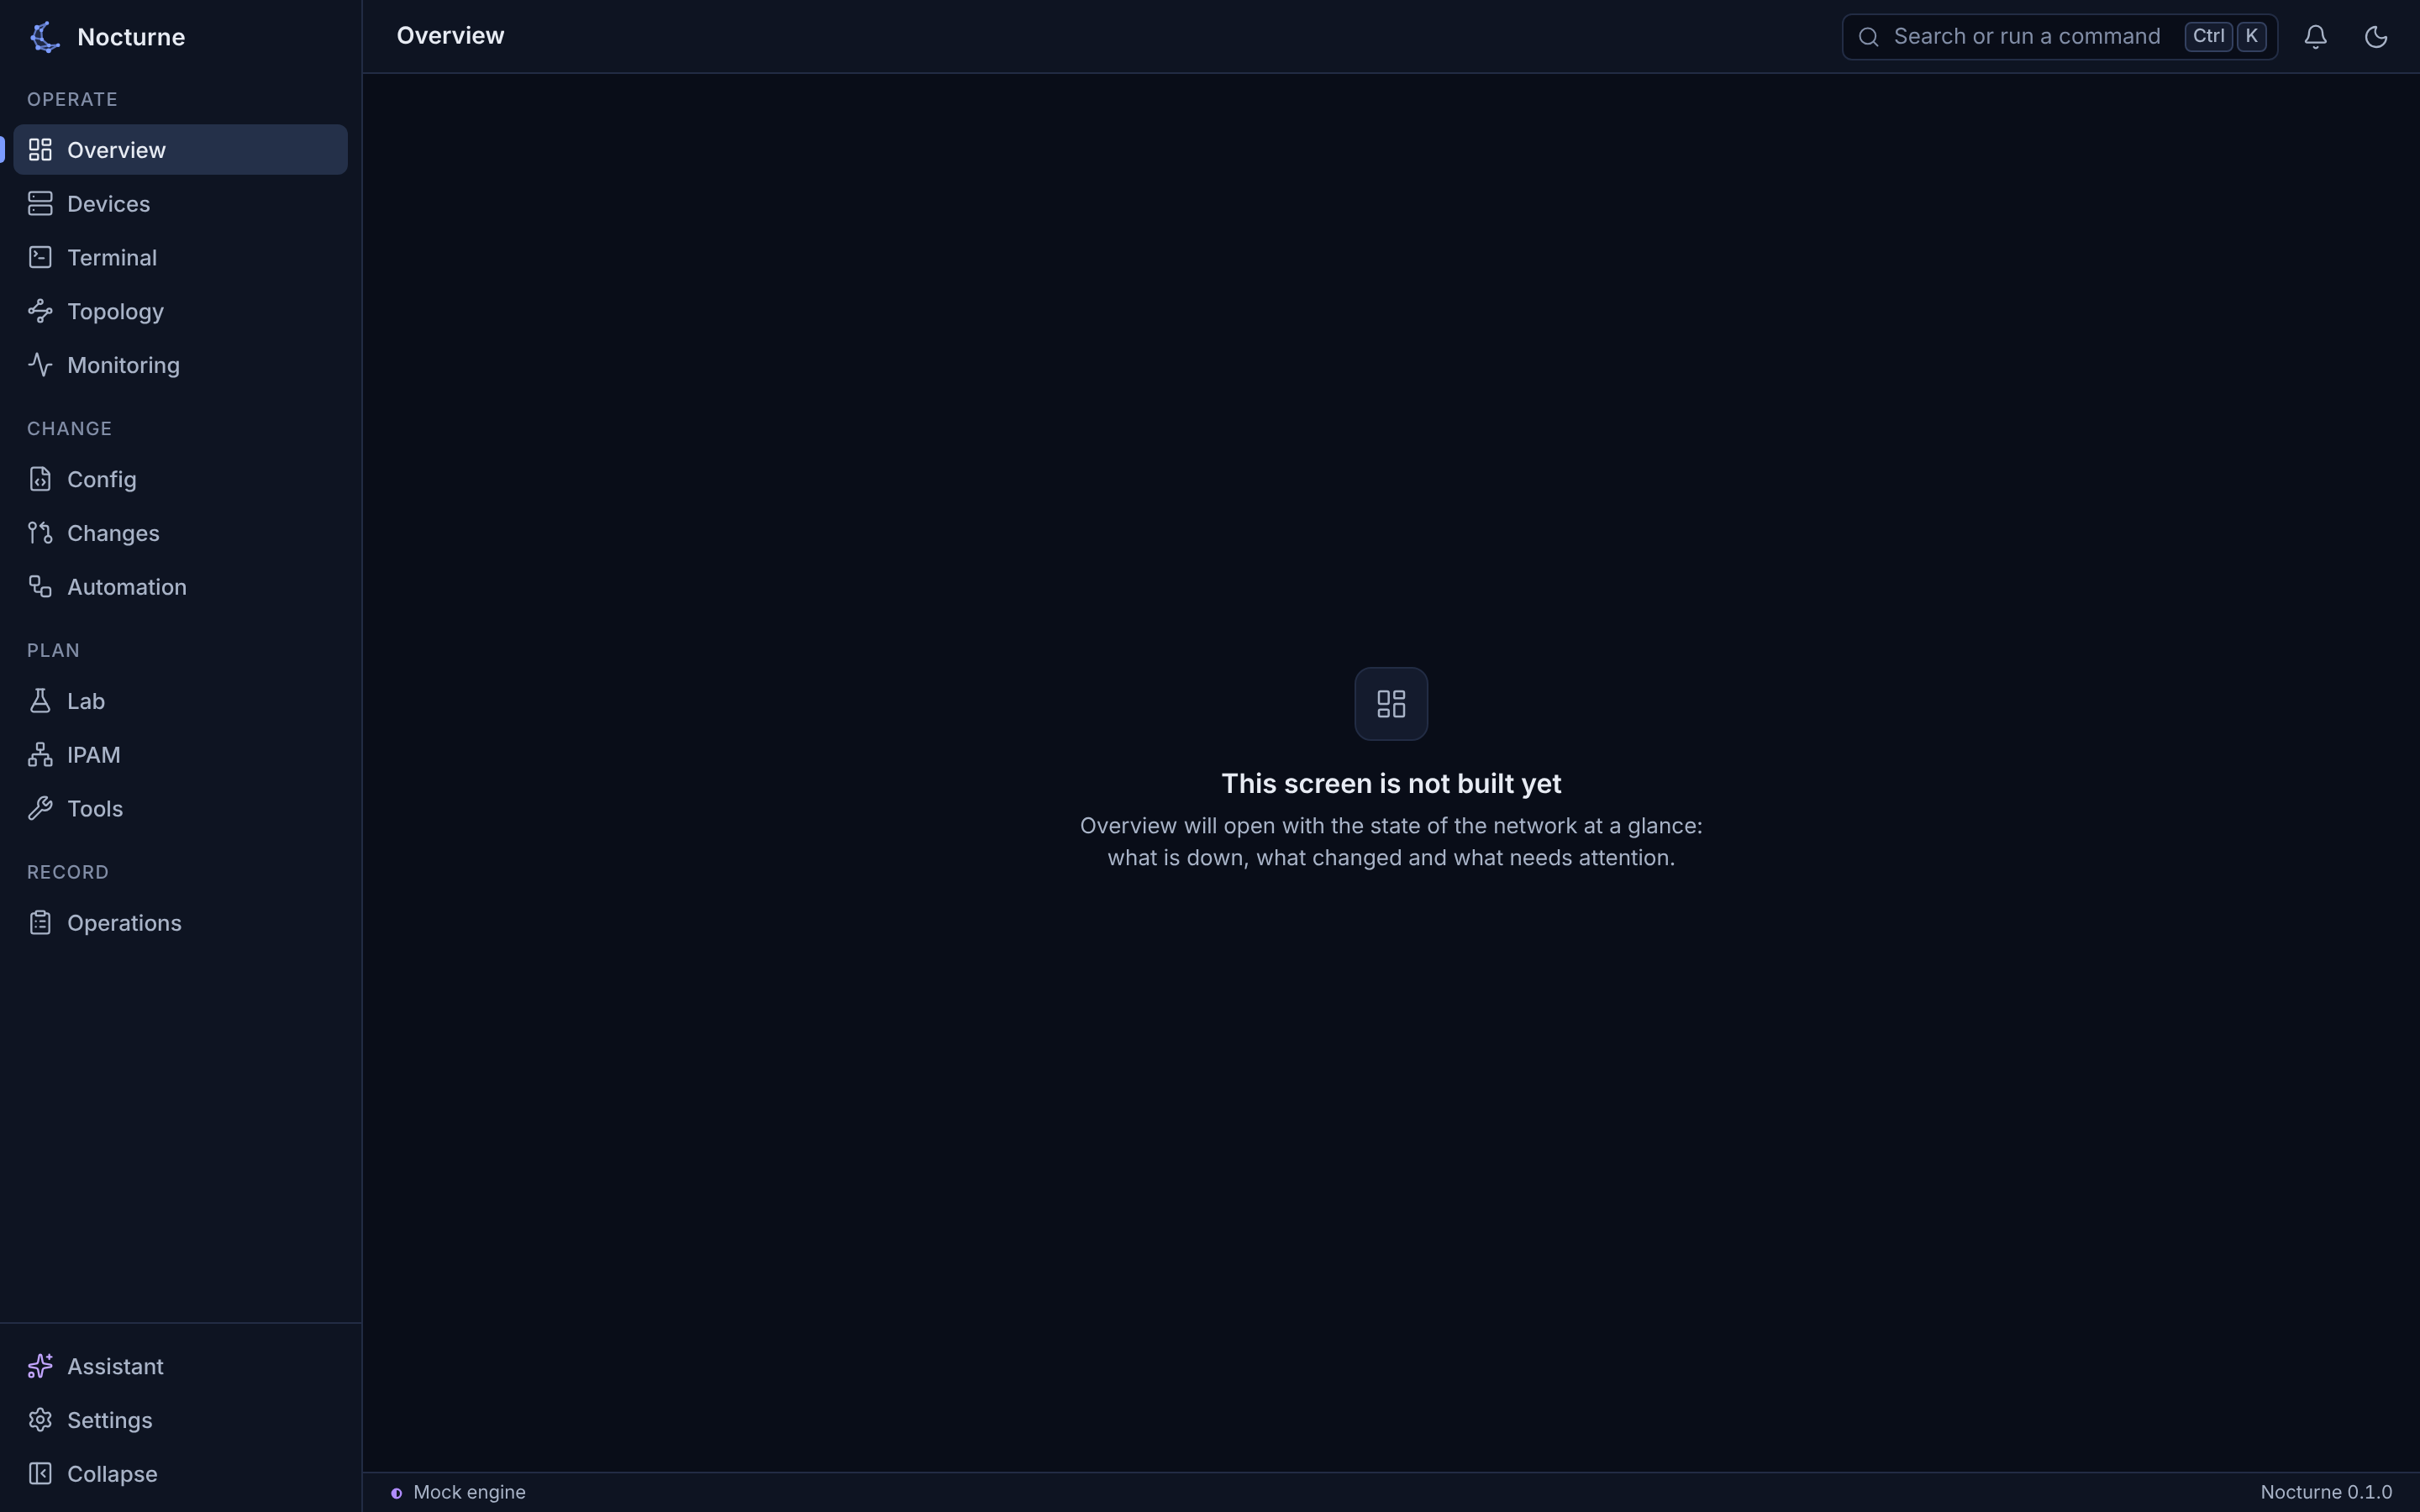 Nocturne
OPERATE
Overview
Devices
Terminal
Topology
Monitoring
CHANGE
Config
Changes
Automation
PLAN
Lab
IPAM
Tools
RECORD
Operations
Assistant
Settings
Collapse
Overview
Search or run a command Ctrl K
This screen is not built yet
Overview will open with the state of the network at a glance:
what is down, what changed and what needs attention.
Mock engine
Nocturne 0.1.0